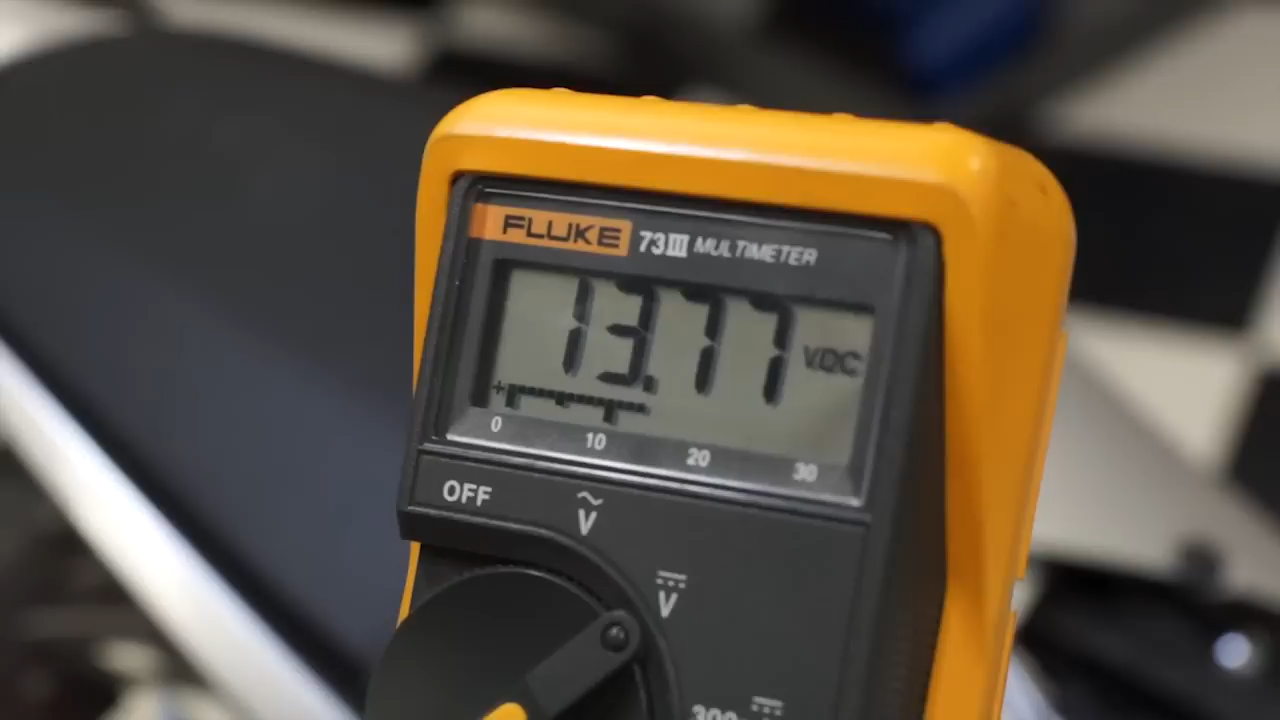 FLUKE 73III MULTIMETER
13.77 VDC
+
0 10 20 30
OFF
V
V